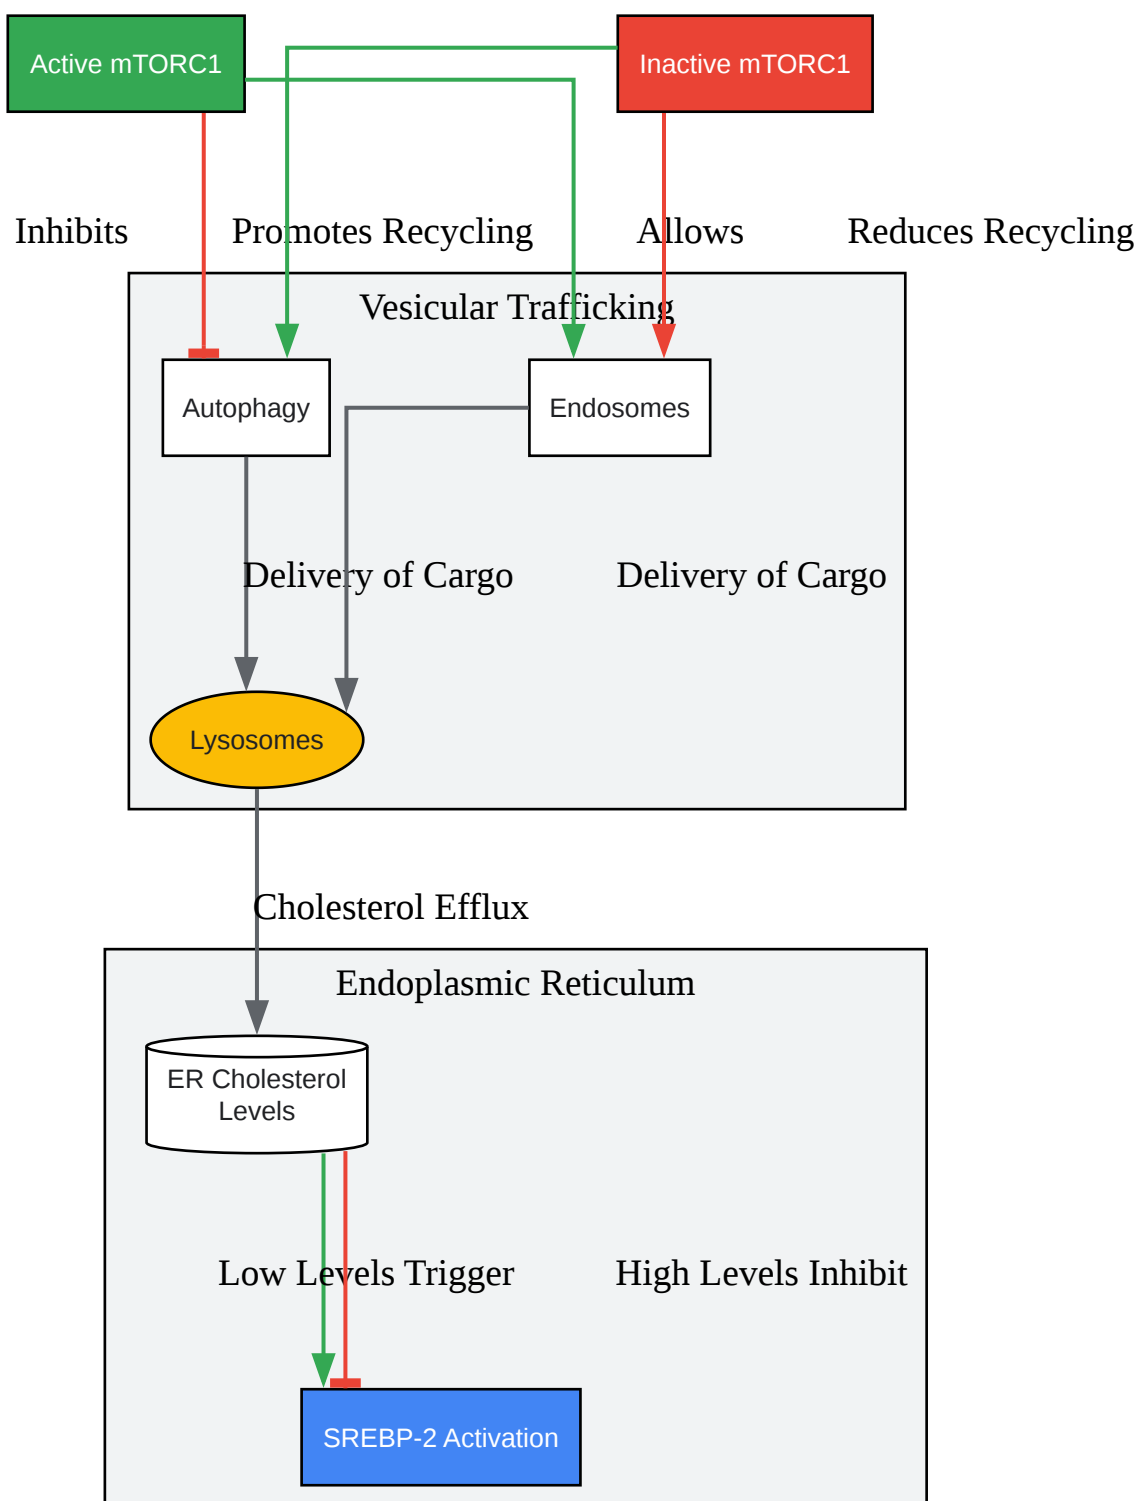 Active mTORC1
Inactive mTORC1
Inhibits
Promotes Recycling
Allows
Reduces Recycling
Vesicular Trafficking
Autophagy
Endosomes
Delivery of Cargo
Delivery of Cargo
Lysosomes
Cholesterol Efflux
Endoplasmic Reticulum
ER Cholesterol
Levels
Low Levels Trigger
High Levels Inhibit
SREBP-2 Activation